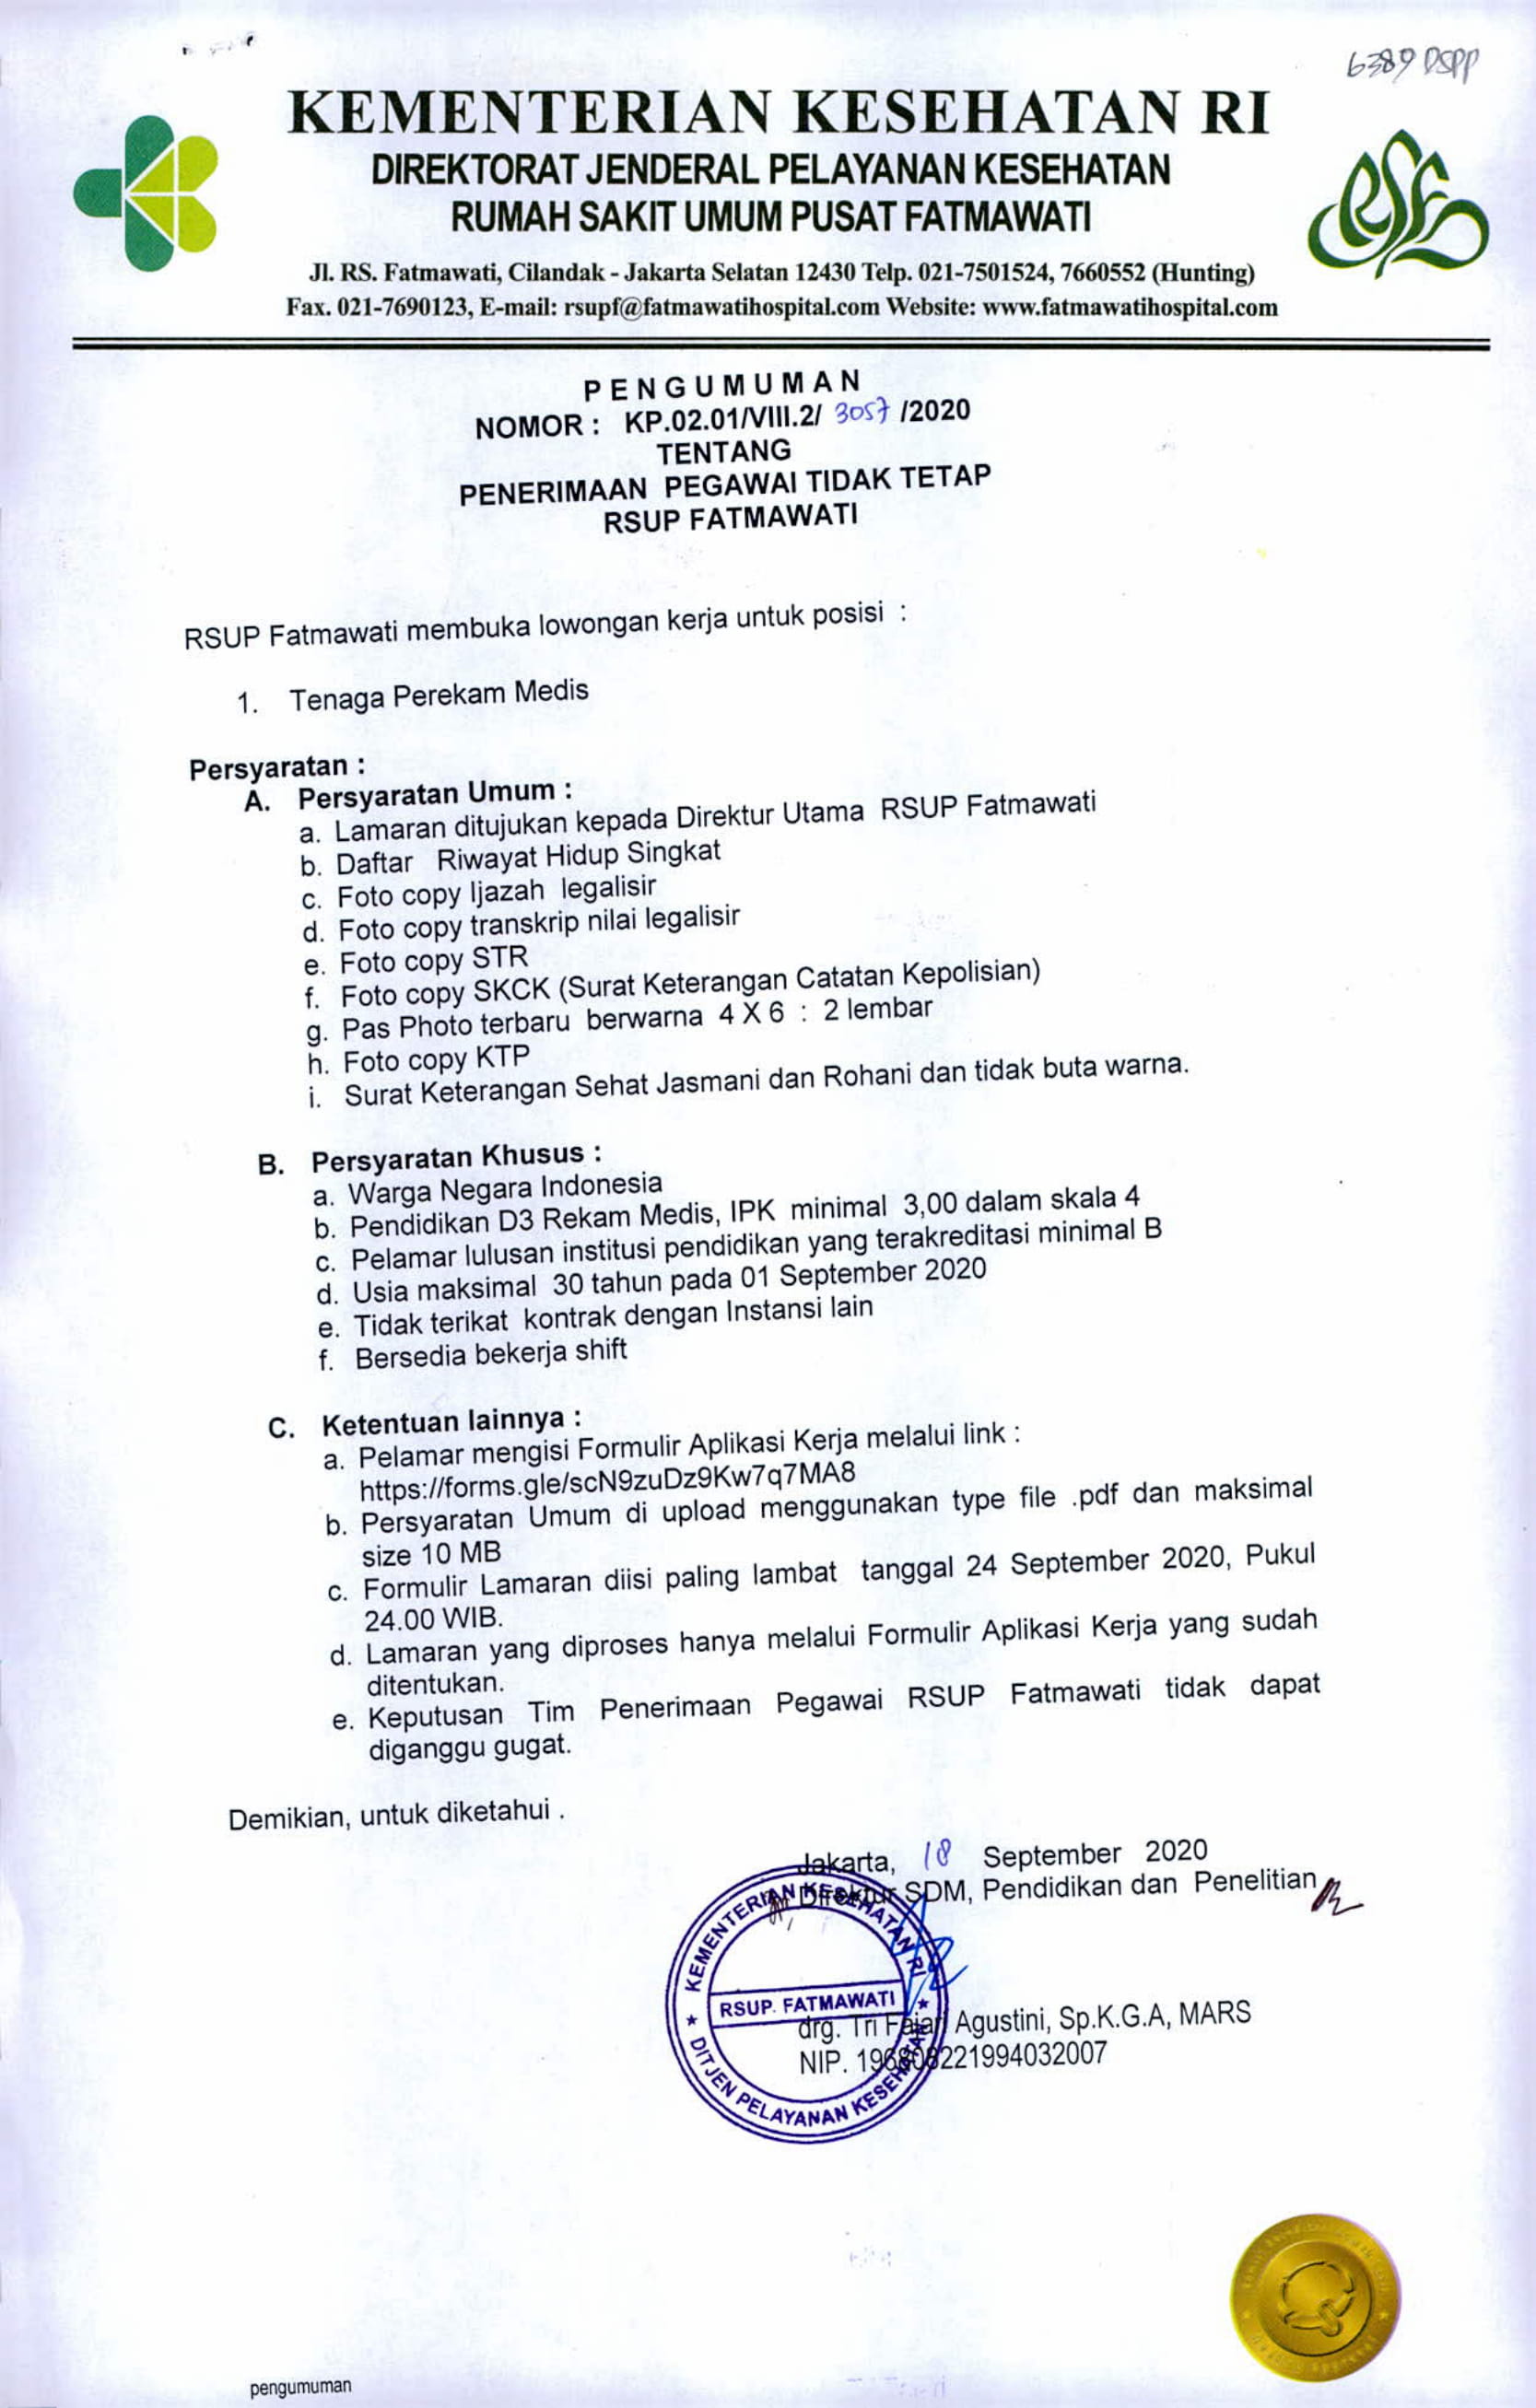 6389 DSPP
KEMENTERIAN KESEHATAN RI
DIREKTORAT JENDERAL PELAYANAN KESEHATAN
RUMAH SAKIT UMUM PUSAT FATMAWATI
Jl. RS. Fatmawati, Cilandak - Jakarta Selatan 12430 Telp. 021-7501524, 7660552 (Hunting)
Fax. 021-7690123, E-mail: rsupf@fatmawatihospital.com Website: www.fatmawatihospital.com
PENGUMUMAN
NOMOR : KP.02.01/VIII.2/ 3057 /2020
TENTANG
PENERIMAAN PEGAWAI TIDAK TETAP
RSUP FATMAWATI
RSUP Fatmawati membuka lowongan kerja untuk posisi :
1. Tenaga Perekam Medis
Persyaratan :
A. Persyaratan Umum :
a. Lamaran ditujukan kepada Direktur Utama RSUP Fatmawati
b. Daftar Riwayat Hidup Singkat
c. Foto copy Ijazah legalisir
d. Foto copy transkrip nilai legalisir
e. Foto copy STR
f. Foto copy SKCK (Surat Keterangan Catatan Kepolisian)
g. Pas Photo terbaru berwarna 4 X 6 : 2 lembar
h. Foto copy KTP
i. Surat Keterangan Sehat Jasmani dan Rohani dan tidak buta warna.
B. Persyaratan Khusus :
a. Warga Negara Indonesia
b. Pendidikan D3 Rekam Medis, IPK minimal 3,00 dalam skala 4
c. Pelamar lulusan institusi pendidikan yang terakreditasi minimal B
d. Usia maksimal 30 tahun pada 01 September 2020
e. Tidak terikat kontrak dengan Instansi lain
f. Bersedia bekerja shift
C. Ketentuan lainnya :
a. Pelamar mengisi Formulir Aplikasi Kerja melalui link :
https://forms.gle/scN9zuDz9Kw7q7MA8
b. Persyaratan Umum di upload menggunakan type file .pdf dan maksimal
size 10 MB
c. Formulir Lamaran diisi paling lambat tanggal 24 September 2020, Pukul
24.00 WIB.
d. Lamaran yang diproses hanya melalui Formulir Aplikasi Kerja yang sudah
ditentukan.
e. Keputusan Tim Penerimaan Pegawai RSUP Fatmawati tidak dapat
diganggu gugat.
Demikian, untuk diketahui .
Jakarta, 18 September 2020
Direktur SDM, Pendidikan dan Penelitian
KEMENTERIAN KESEHATAN RI
RSUP. FATMAWATI
DITJEN PELAYANAN KESEHATAN
drg. Tri Fajari Agustini, Sp.K.G.A, MARS
NIP. 196808221994032007
pengumuman